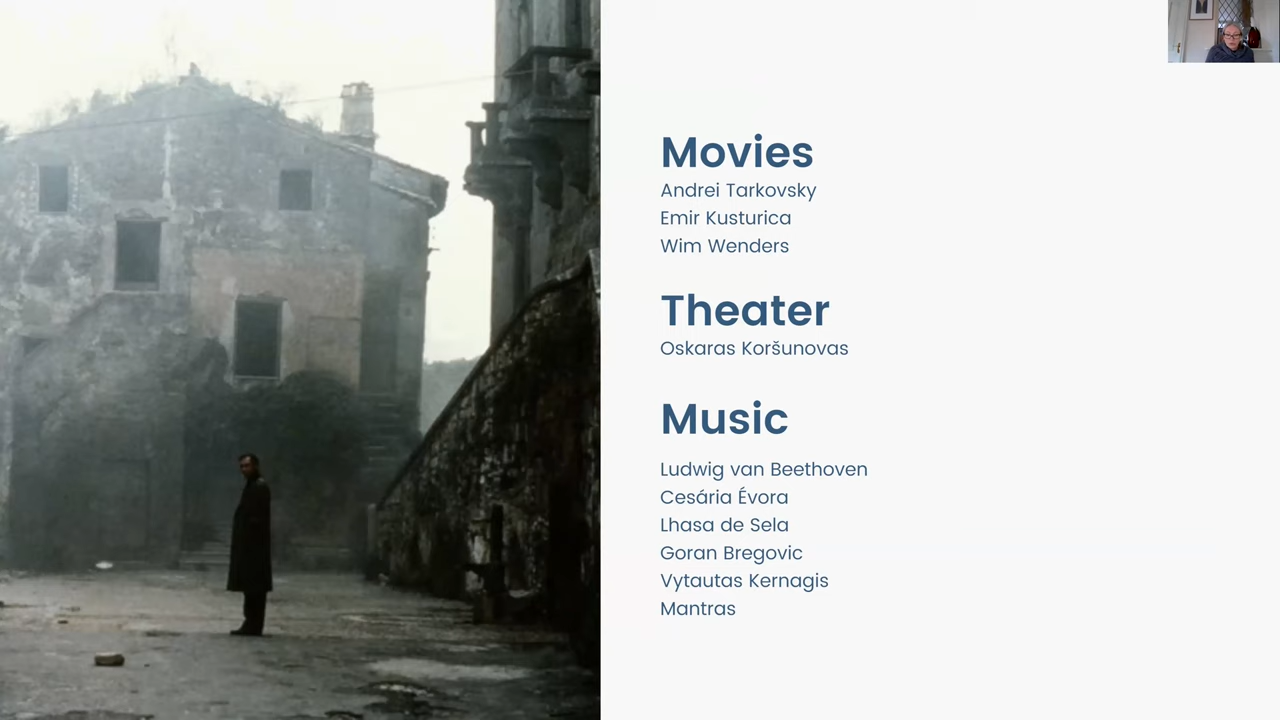 Movies
Andrei Tarkovsky
Emir Kusturica
Wim Wenders
Theater
Oskaras Koršunovas
Music
Ludwig van Beethoven
Cesária Évora
Lhasa de Sela
Goran Bregovic
Vytautas Kernagis
Mantras